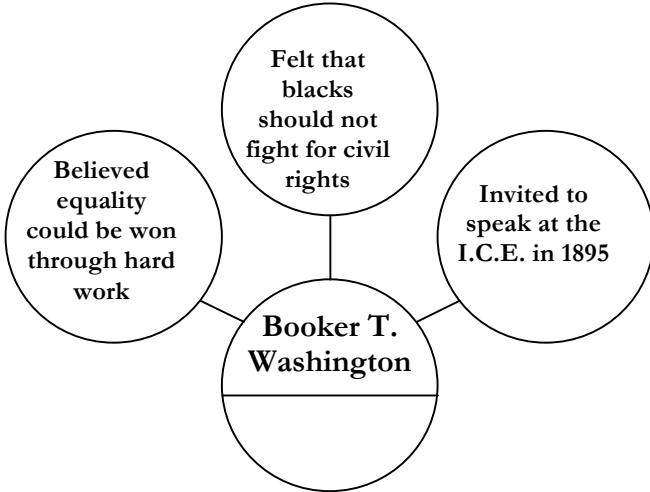 Felt that
blacks
should not
fight for civil
rights
Believed
equality
could be won
through hard
work
Invited to
speak at the
I.C.E. in 1895
Booker T.
Washington